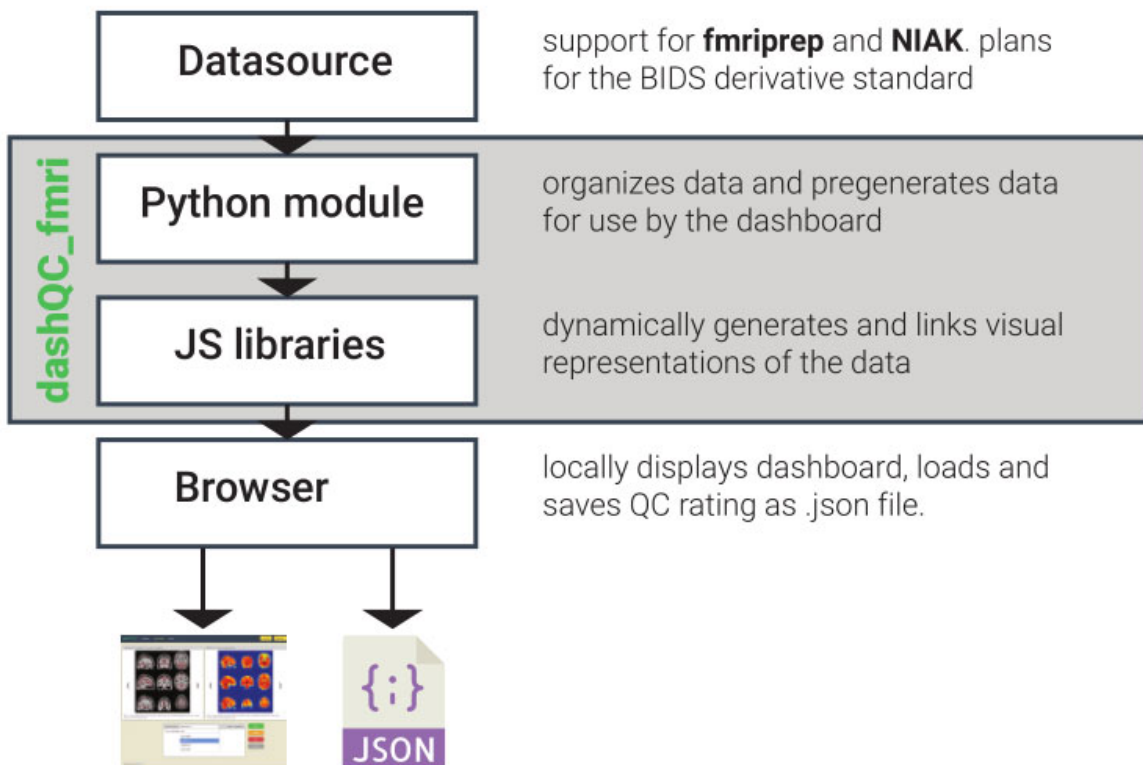 Datasource
support for fmriprep and NIAK. plans
for the BIDS derivative standard
dashQC_fmri
Python module
organizes data and pregenerates data
for use by the dashboard
JS libraries
dynamically generates and links visual
representations of the data
Browser
locally displays dashboard, loads and
saves QC rating as .json file.
{;}
JSON